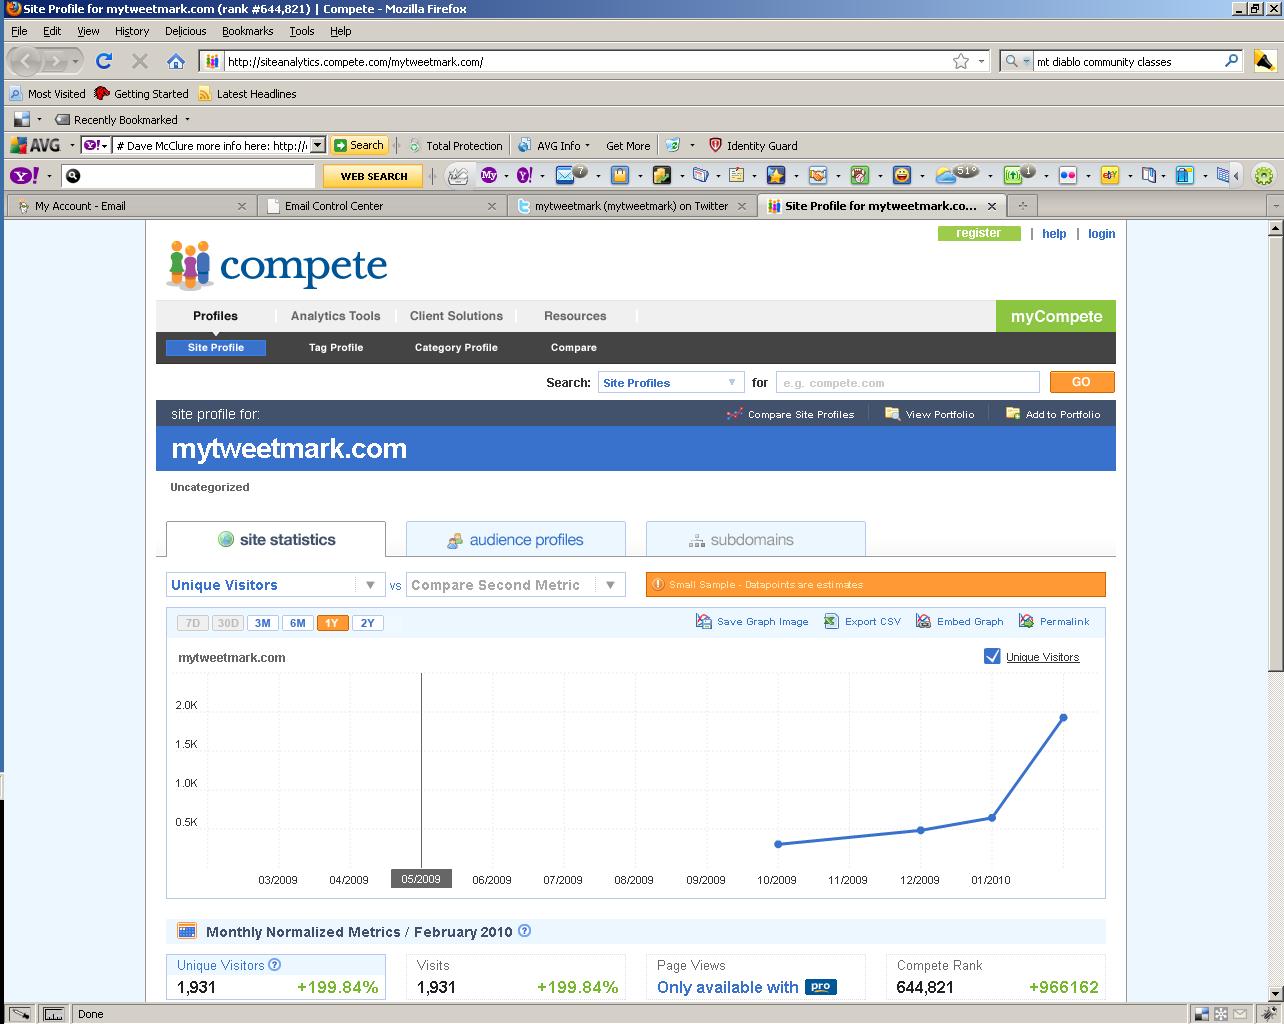 Site Profile for mytweetmark.com (rank #644,821) | Compete - Mozilla Firefox
File Edit View History Delicious Bookmarks Tools Help
http://siteanalytics.compete.com/mytweetmark.com/ mt diablo community classes
Most Visited Getting Started Latest Headlines
Recently Bookmarked
AVG Y! # Dave McClure more info here: http:// Search Total Protection AVG Info Get More Identity Guard
Y! WEB SEARCH My Y! 7 51° 1
My Account - Email Email Control Center mytweetmark (mytweetmark) on Twitter Site Profile for mytweetmark.co...
register | help | login
compete
Profiles Analytics Tools Client Solutions Resources myCompete
Site Profile Tag Profile Category Profile Compare
Search: Site Profiles for e.g. compete.com GO
site profile for: Compare Site Profiles View Portfolio Add to Portfolio
mytweetmark.com
Uncategorized
site statistics audience profiles subdomains
Unique Visitors vs Compare Second Metric Small Sample - Datapoints are estimates
7D 30D 3M 6M 1Y 2Y Save Graph Image Export CSV Embed Graph Permalink
mytweetmark.com Unique Visitors
2.0K
1.5K
1.0K
0.5K
03/2009 04/2009 05/2009 06/2009 07/2009 08/2009 09/2009 10/2009 11/2009 12/2009 01/2010
Monthly Normalized Metrics / February 2010 ?
Unique Visitors ? Visits Page Views Compete Rank
1,931 +199.84% 1,931 +199.84% Only available with pro 644,821 +966162
Done